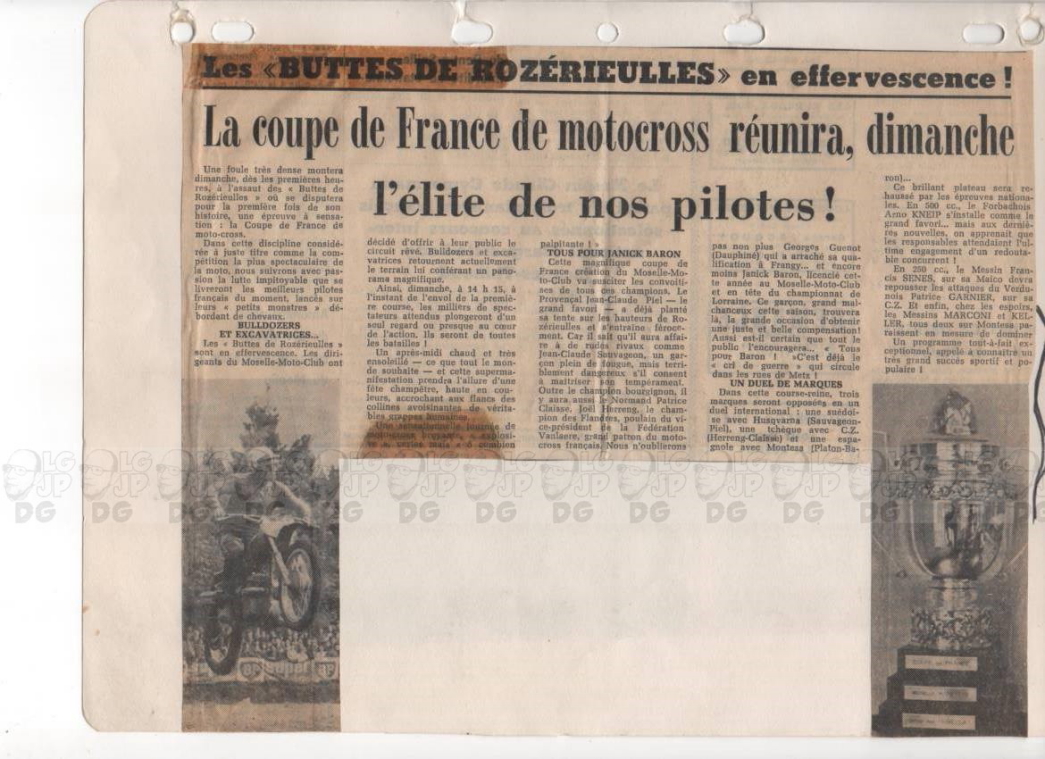 Les «BUTTES DE ROZÉRIEULLES» en effervescence !
La coupe de France de motocross réunira, dimanche
l'élite de nos pilotes !
Une foule très dense montera
dimanche, dès les premières heu-
res, à l'assaut des « Buttes de
Rozérieulles » où se disputera
pour la première fois de son
histoire, une épreuve à sensa-
tion : la Coupe de France de
moto-cross.
Dans cette discipline considé-
rée à juste titre comme la com-
pétition la plus spectaculaire de
la moto, nous suivrons avec pas-
sion la lutte impitoyable que se
livreront les meilleurs pilotes
français du moment, lancés sur
leurs « petits monstres » dé-
bordant de chevaux.
BULLDOZERS
ET EXCAVATRICES...
Les « Buttes de Rozérieulles »
sont en effervescence. Les diri-
geants du Moselle-Moto-Club ont
décidé d'offrir à leur public le
circuit rêvé. Bulldozers et exca-
vatrices retournent actuellement
le terrain lui conférant un pano-
rama magnifique.
Ainsi, dimanche, à 14 h 15, à
l'instant de l'envol de la premiè-
re course, les milliers de spec-
tateurs attendus plongeront d'un
seul regard ou presque au cœur
de l'action. Ils seront de toutes
les batailles !
Un après-midi chaud et très
ensoleillé — ce que tout le mon-
de souhaite — et cette superma-
nifestation prendra l'allure d'une
fête champêtre, haute en cou-
leurs, accrochant aux flancs des
collines avoisinantes de vérita-
bles grappes humaines.
Une sensationnelle
palpitante ! »
TOUS POUR JANICK BARON
Cette magnifique coupe de
France création du Moselle-Mo-
to-Club va susciter les convoiti-
ses de tous ces champions. Le
Provençal Jean-Claude Piel — le
grand favori — a déjà planté
sa tente sur les hauteurs de Ro-
zérieulles et s'entraîne féroce-
ment. Car il sait qu'il aura affai-
re à de rudes rivaux comme
Jean-Claude Sauvageon, un gar-
çon plein de fougue, mais terri-
blement dangereux s'il consent
à maîtriser son tempérament.
Outre le champion bourgignon, il
y aura aussi le Normand Patrice
Claisse, Joël Herreng, le cham-
pion des Flandres, poulain du vi-
ce-président de la Fédération
Vanlaere, grand patron du moto-
cross français. Nous n'oublierons
pas non plus Georges Guenot
(Dauphiné) qui a arraché sa qua-
lification à Frangy... et encore
moins Janick Baron, licencié cet-
te année au Moselle-Moto-Club
et en tête du championnat de
Lorraine. Ce garçon, grand mal-
chanceux cette saison, trouvera
là, la grande occasion d'obtenir
une juste et belle compensation!
Aussi est-il certain que tout le
public l'encouragera... « Tous
pour Baron ! »C'est déjà le
« cri de guerre » qui circule
dans les rues de Metz !
UN DUEL DE MARQUES
Dans cette course-reine, trois
marques seront opposées en un
duel international : une suédoi-
se avec Husqvarna (Sauvageon-
Piel), une tchèque avec C.Z.
(Herreng-Claisse) et une espa-
gnole avec Montesa (Platon-Ba-
ron)...
Ce brillant plateau sera re-
haussé par les épreuves nationa-
les. En 500 cc., le Forbachois
Arno KNEIP s'installe comme le
grand favori... mais aux derniè-
res nouvelles, on apprenait que
les responsables attendaient l'ul-
time engagement d'un redouta-
ble concurrent !
En 250 cc., le Messin Fran-
cis SENES, sur sa Maïco devra
repousser les attaques du Verdu-
nois Patrice GARNIER, sur sa
C.Z. Et enfin, chez les espoirs,
les Messins MARCONI et KEL-
LER, tous deux sur Montesa pa-
raissent en mesure de dominer
Un programme tout-à-fait ex-
ceptionnel, appelé à connaître un
très grand succès sportif et po-
pulaire !
LG JP DG